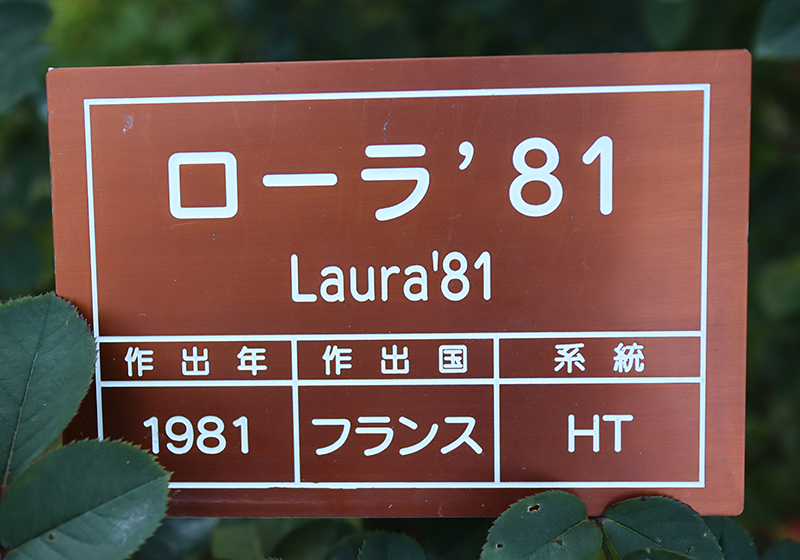 ローラ’81
Laura'81
作出年 作出国 系統
1981 フランス HT